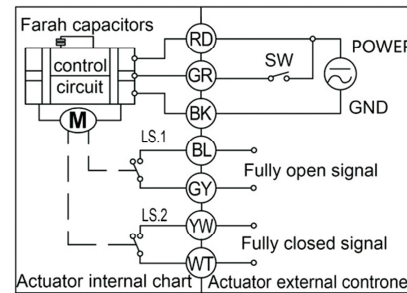 Farah capacitors
control
circuit
M
RD
GR
BK
SW
POWER
GND
LS.1
BL
GY
Fully open signal
LS.2
YW
WT
Fully closed signal
Actuator internal chart
Actuator external controne